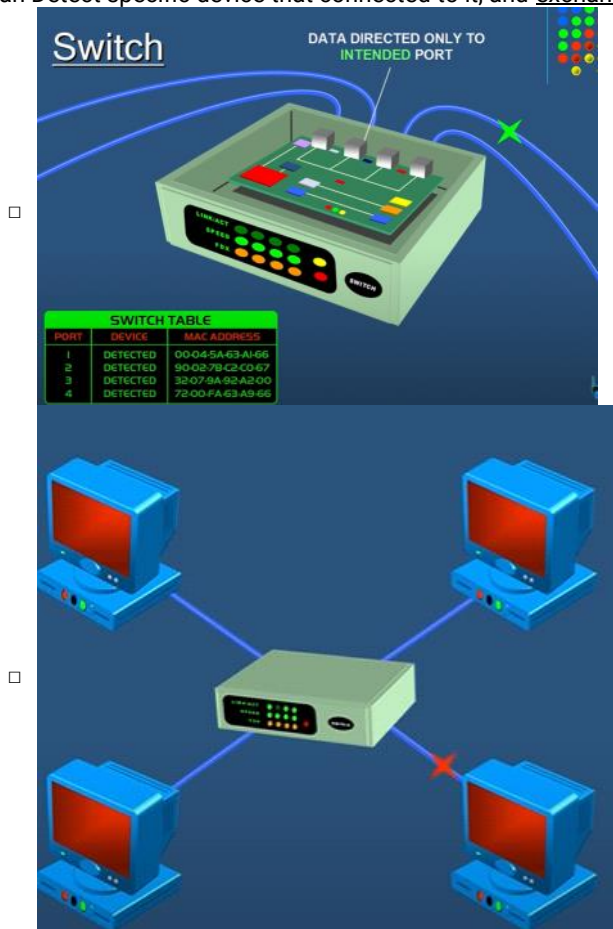 an Detect specific device that connected to it, and
Switch
DATA DIRECTED ONLY TO
INTENDED PORT
LINK-ACT
SPEED
FDX
SWITCH
SWITCH TABLE
PORT DEVICE MAC ADDRESS
1 DETECTED 00-04-5A-63-A1-66
2 DETECTED 90-02-7B-C2-C0-67
3 DETECTED 32-07-9A-92-A2-00
4 DETECTED 72-00-FA-63-A9-66
LINK-ACT
SPEED
FDX
SWITCH